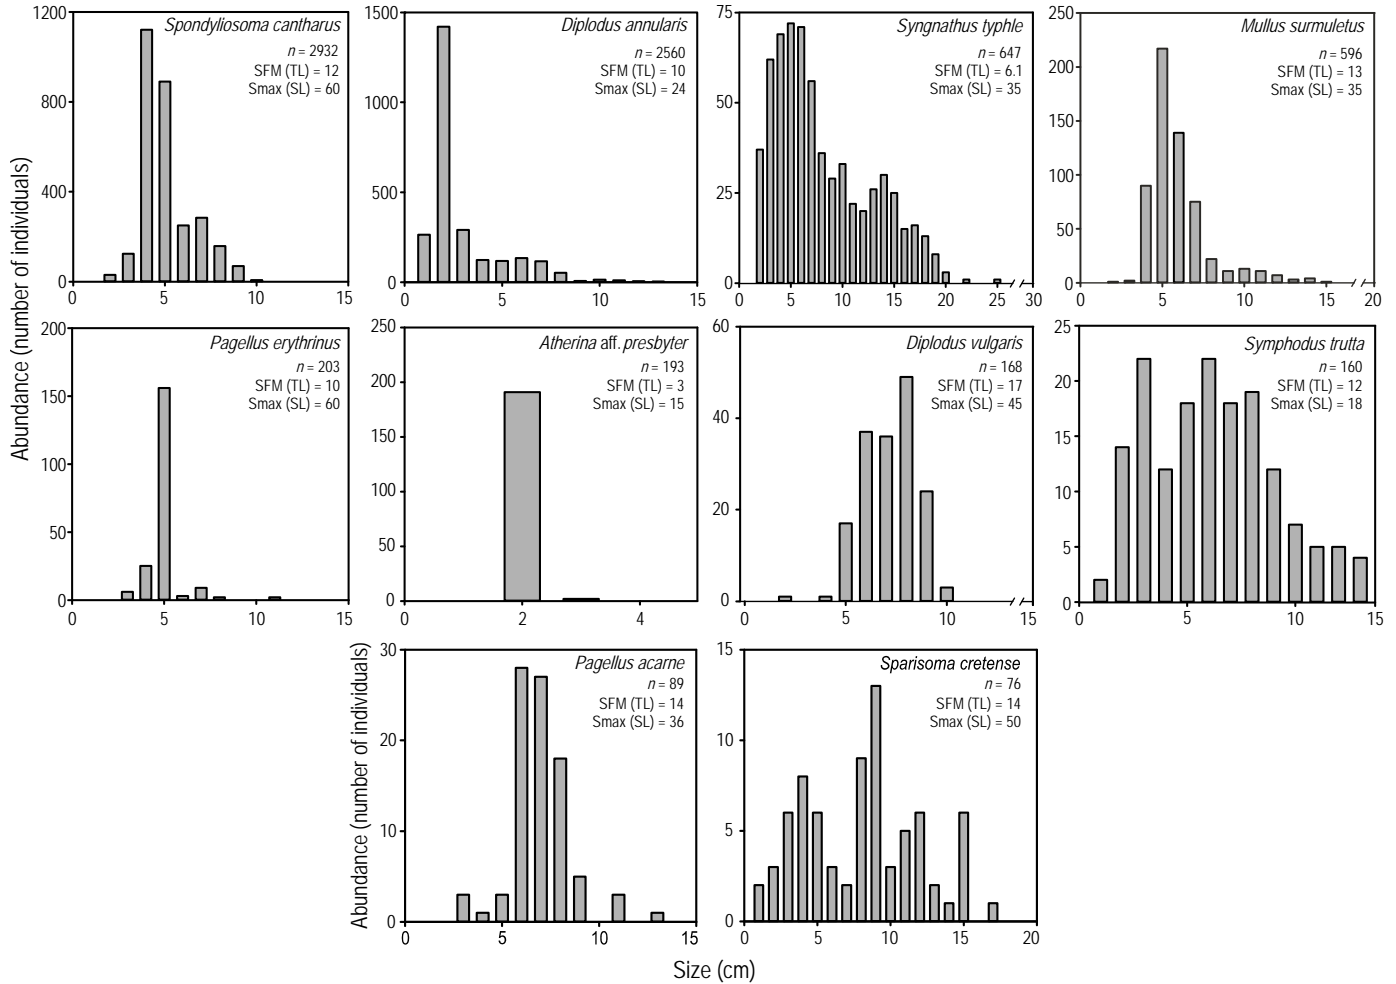 Abundance (number of individuals)
1200
800
400
0
5
10
15
Spondyliosoma cantharus
n = 2932
SFM (TL) = 12
Smax (SL) = 60
1500
1000
500
0
5
10
15
Diplodus annularis
n = 2560
SFM (TL) = 10
Smax (SL) = 24
75
50
25
0
0
5
10
15
20
25
30
Syngnathus typhle
n = 647
SFM (TL) = 6.1
Smax (SL) = 35
250
200
150
100
50
0
0
5
10
15
20
Mullus surmuletus
n = 596
SFM (TL) = 13
Smax (SL) = 35
200
150
100
50
0
0
5
10
15
Pagellus erythrinus
n = 203
SFM (TL) = 10
Smax (SL) = 60
250
200
150
100
50
0
0
2
4
Atherina aff. presbyter
n = 193
SFM (TL) = 3
Smax (SL) = 15
60
40
20
0
0
5
10
15
Diplodus vulgaris
n = 168
SFM (TL) = 17
Smax (SL) = 45
25
20
15
10
5
0
0
5
10
15
Symphodus trutta
n = 160
SFM (TL) = 12
Smax (SL) = 18
Abundance (number of individuals)
30
20
10
0
0
5
10
15
Pagellus acarne
n = 89
SFM (TL) = 14
Smax (SL) = 36
15
10
5
0
0
5
10
15
20
Sparisoma cretense
n = 76
SFM (TL) = 14
Smax (SL) = 50
Size (cm)